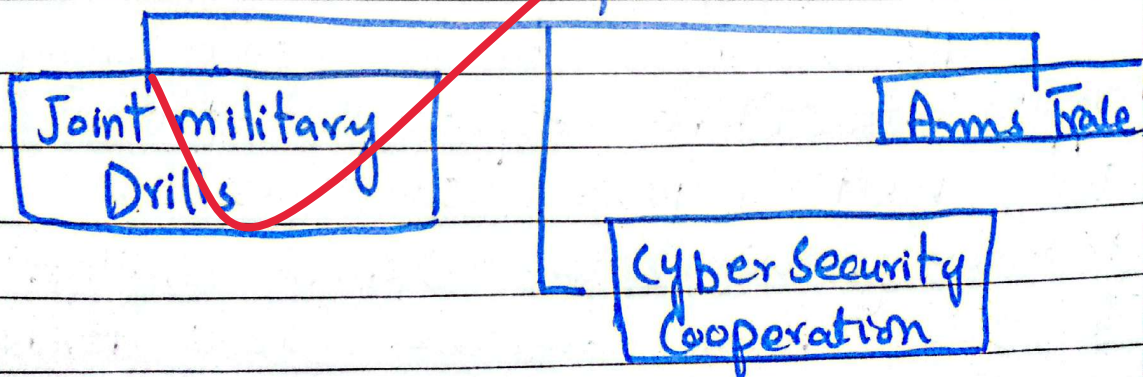 Joint military
Drills
Arms Trade
Cyber Security
Cooperation